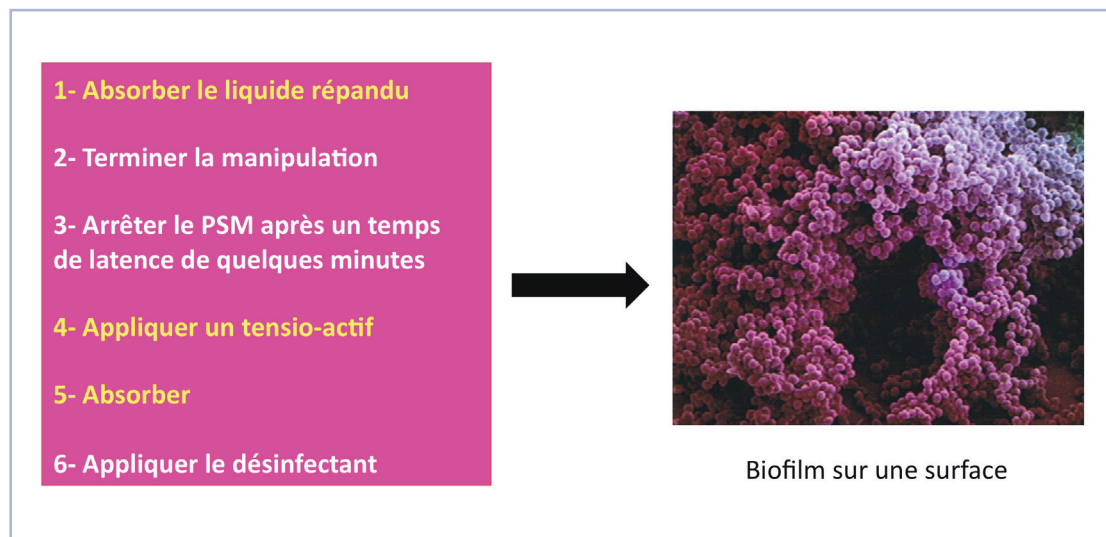 1- Absorber le liquide répandu
2- Terminer la manipulation
3- Arrêter le PSM après un temps
de latence de quelques minutes
4- Appliquer un tensio-actif
5- Absorber
6- Appliquer le désinfectant
Biofilm sur une surface